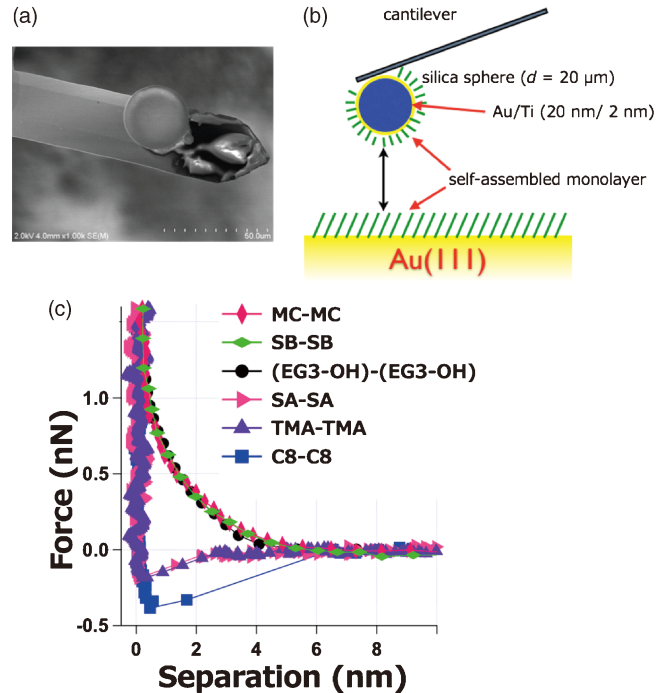 (a)
2.0kV 4.0mm x1.00k SE(M)
50.0um
(b)
cantilever
silica sphere (d = 20 μm)
Au/Ti (20 nm/ 2 nm)
self-assembled monolayer
Au(111)
(c)
MC-MC
SB-SB
(EG3-OH)-(EG3-OH)
SA-SA
TMA-TMA
C8-C8
1.0
0.5
0.0
-0.5
Force (nN)
0 2 4 6 8
Separation (nm)